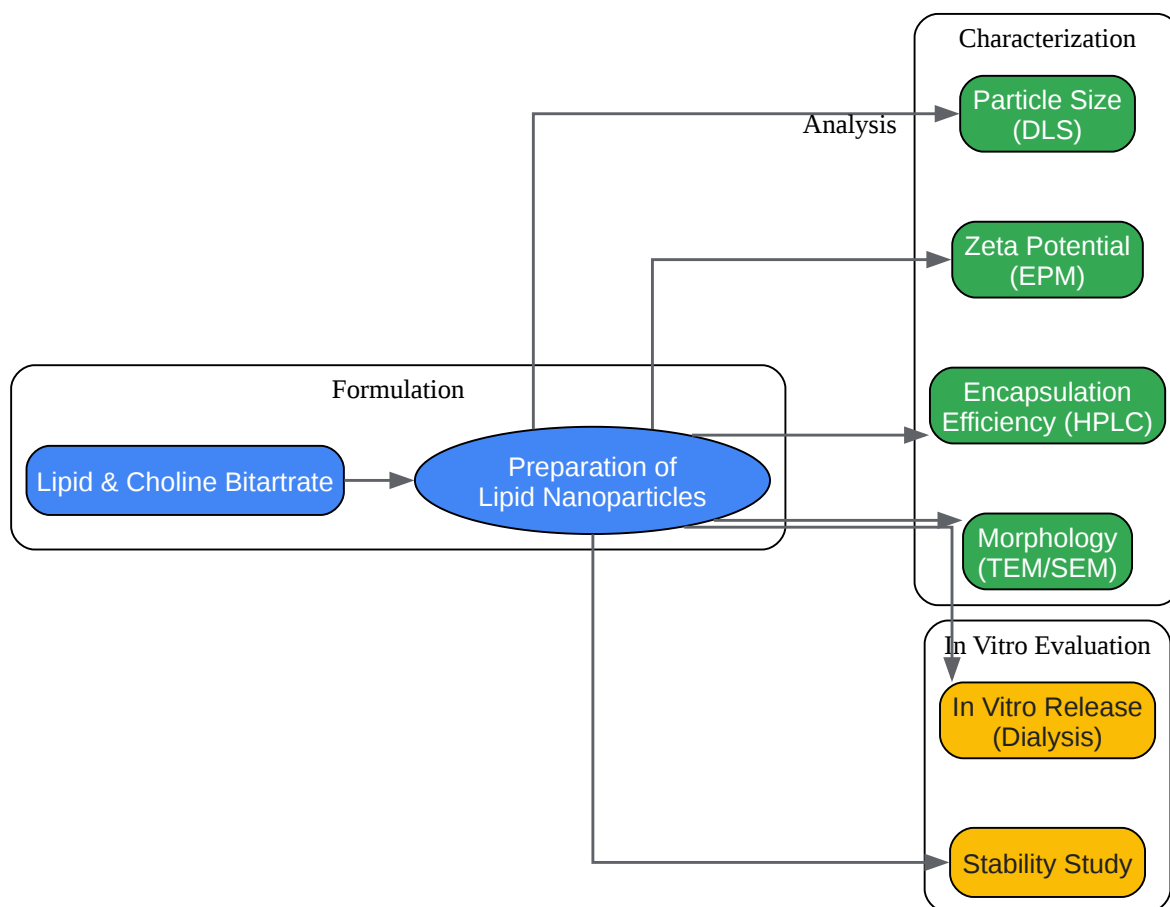 Formulation
Lipid & Choline Bitartrate
Preparation of
Lipid Nanoparticles
Analysis
Characterization
Particle Size
(DLS)
Zeta Potential
(EPM)
Encapsulation
Efficiency (HPLC)
Morphology
(TEM/SEM)
In Vitro Evaluation
In Vitro Release
(Dialysis)
Stability Study